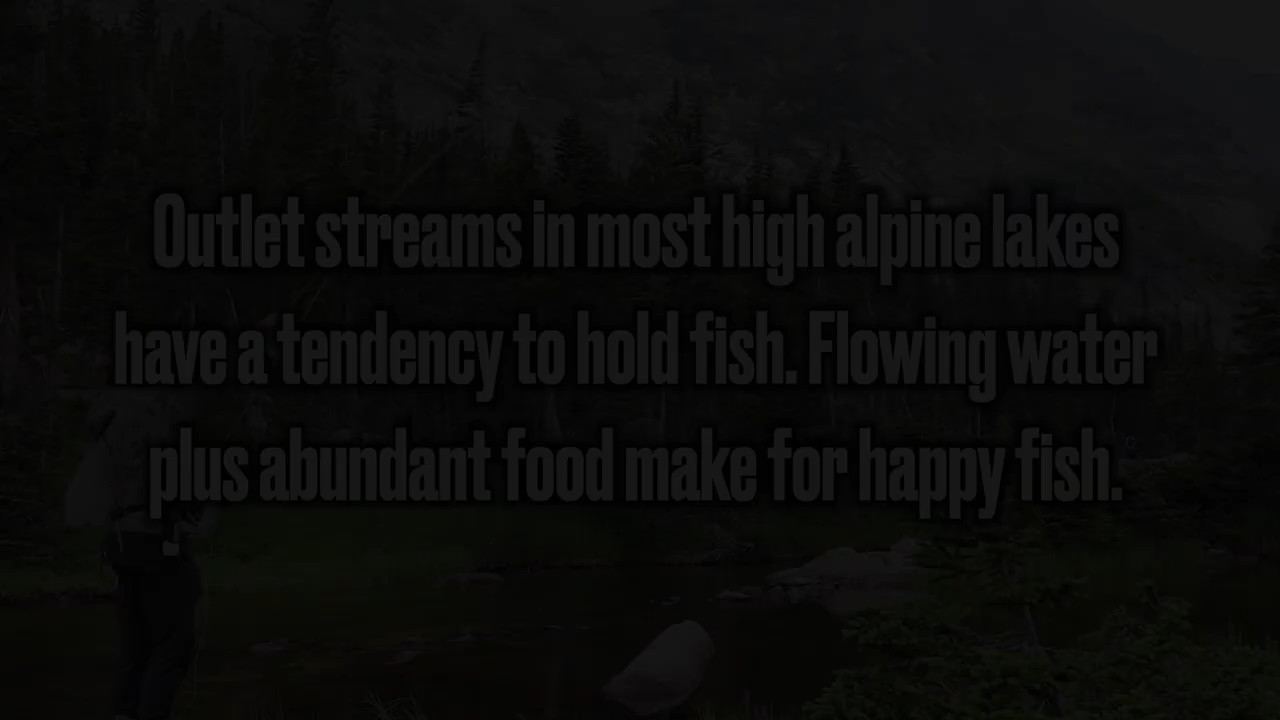 Outlet streams in most high alpine lakes
have a tendency to hold fish. Flowing water
plus abundant food make for happy fish.